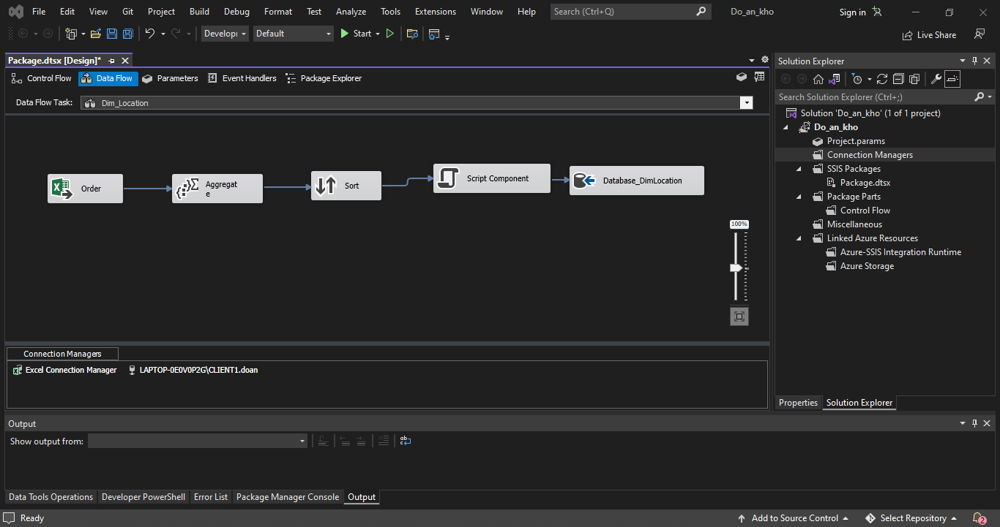 File Edit View Git Project Build Debug Format Test Analyze Tools Extensions Window Help Search (Ctrl+Q) Do_an_kho Sign in
Develop Default Start Live Share
Package.dtsx [Design]*
Control Flow Data Flow Parameters Event Handlers Package Explorer
Data Flow Task: Dim_Location
Order
Aggregat
e
Sort
Script Component
Database_DimLocation
100%
Connection Managers
Excel Connection Manager LAPTOP-0E0V0P2G\CLIENT1.doan
Solution Explorer
Search Solution Explorer (Ctrl+;)
Solution 'Do_an_kho' (1 of 1 project)
Do_an_kho
Project.params
Connection Managers
SSIS Packages
Package.dtsx
Package Parts
Control Flow
Miscellaneous
Linked Azure Resources
Azure-SSIS Integration Runtime
Azure Storage
Properties Solution Explorer
Output
Show output from:
Data Tools Operations Developer PowerShell Error List Package Manager Console Output
Ready Add to Source Control Select Repository 2